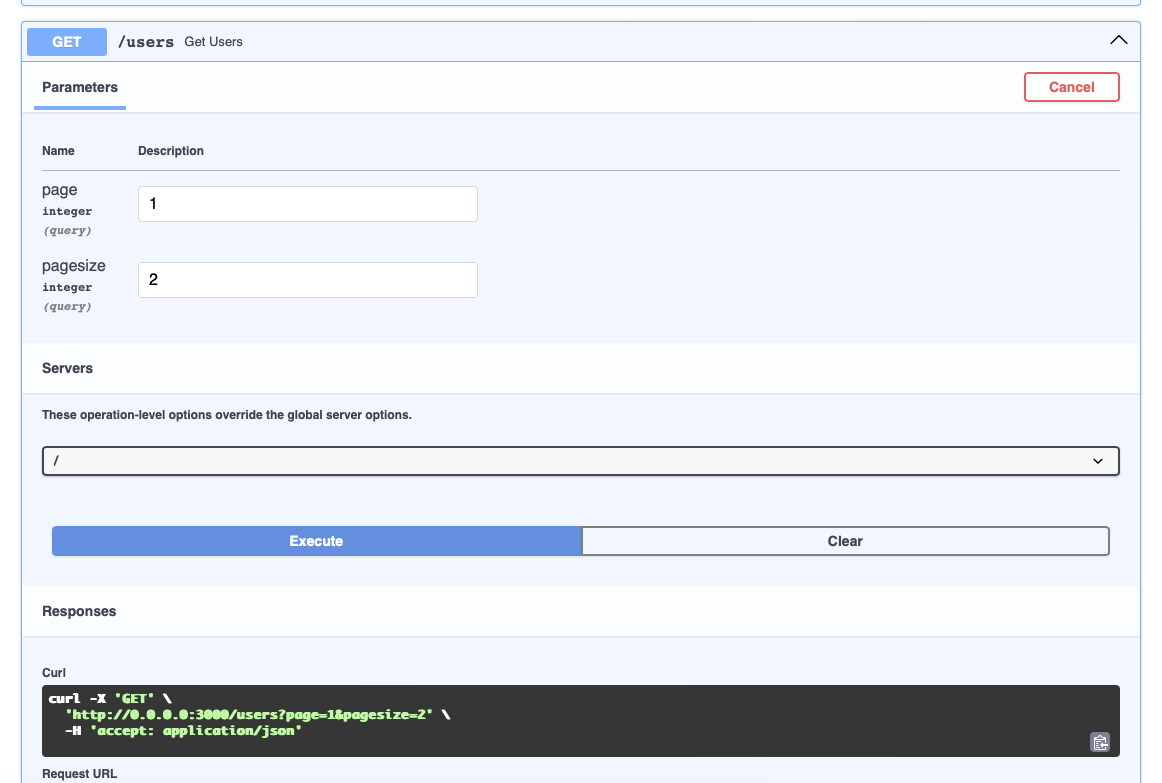 GET /users Get Users
Parameters
Cancel
Name Description
page
integer
(query)
1
pagesize
integer
(query)
2
Servers
These operation-level options override the global server options.
/
Execute Clear
Responses
Curl
curl -X 'GET' \
'http://0.0.0.0:3000/users?page=1&pagesize=2' \
-H 'accept: application/json'
Request URL